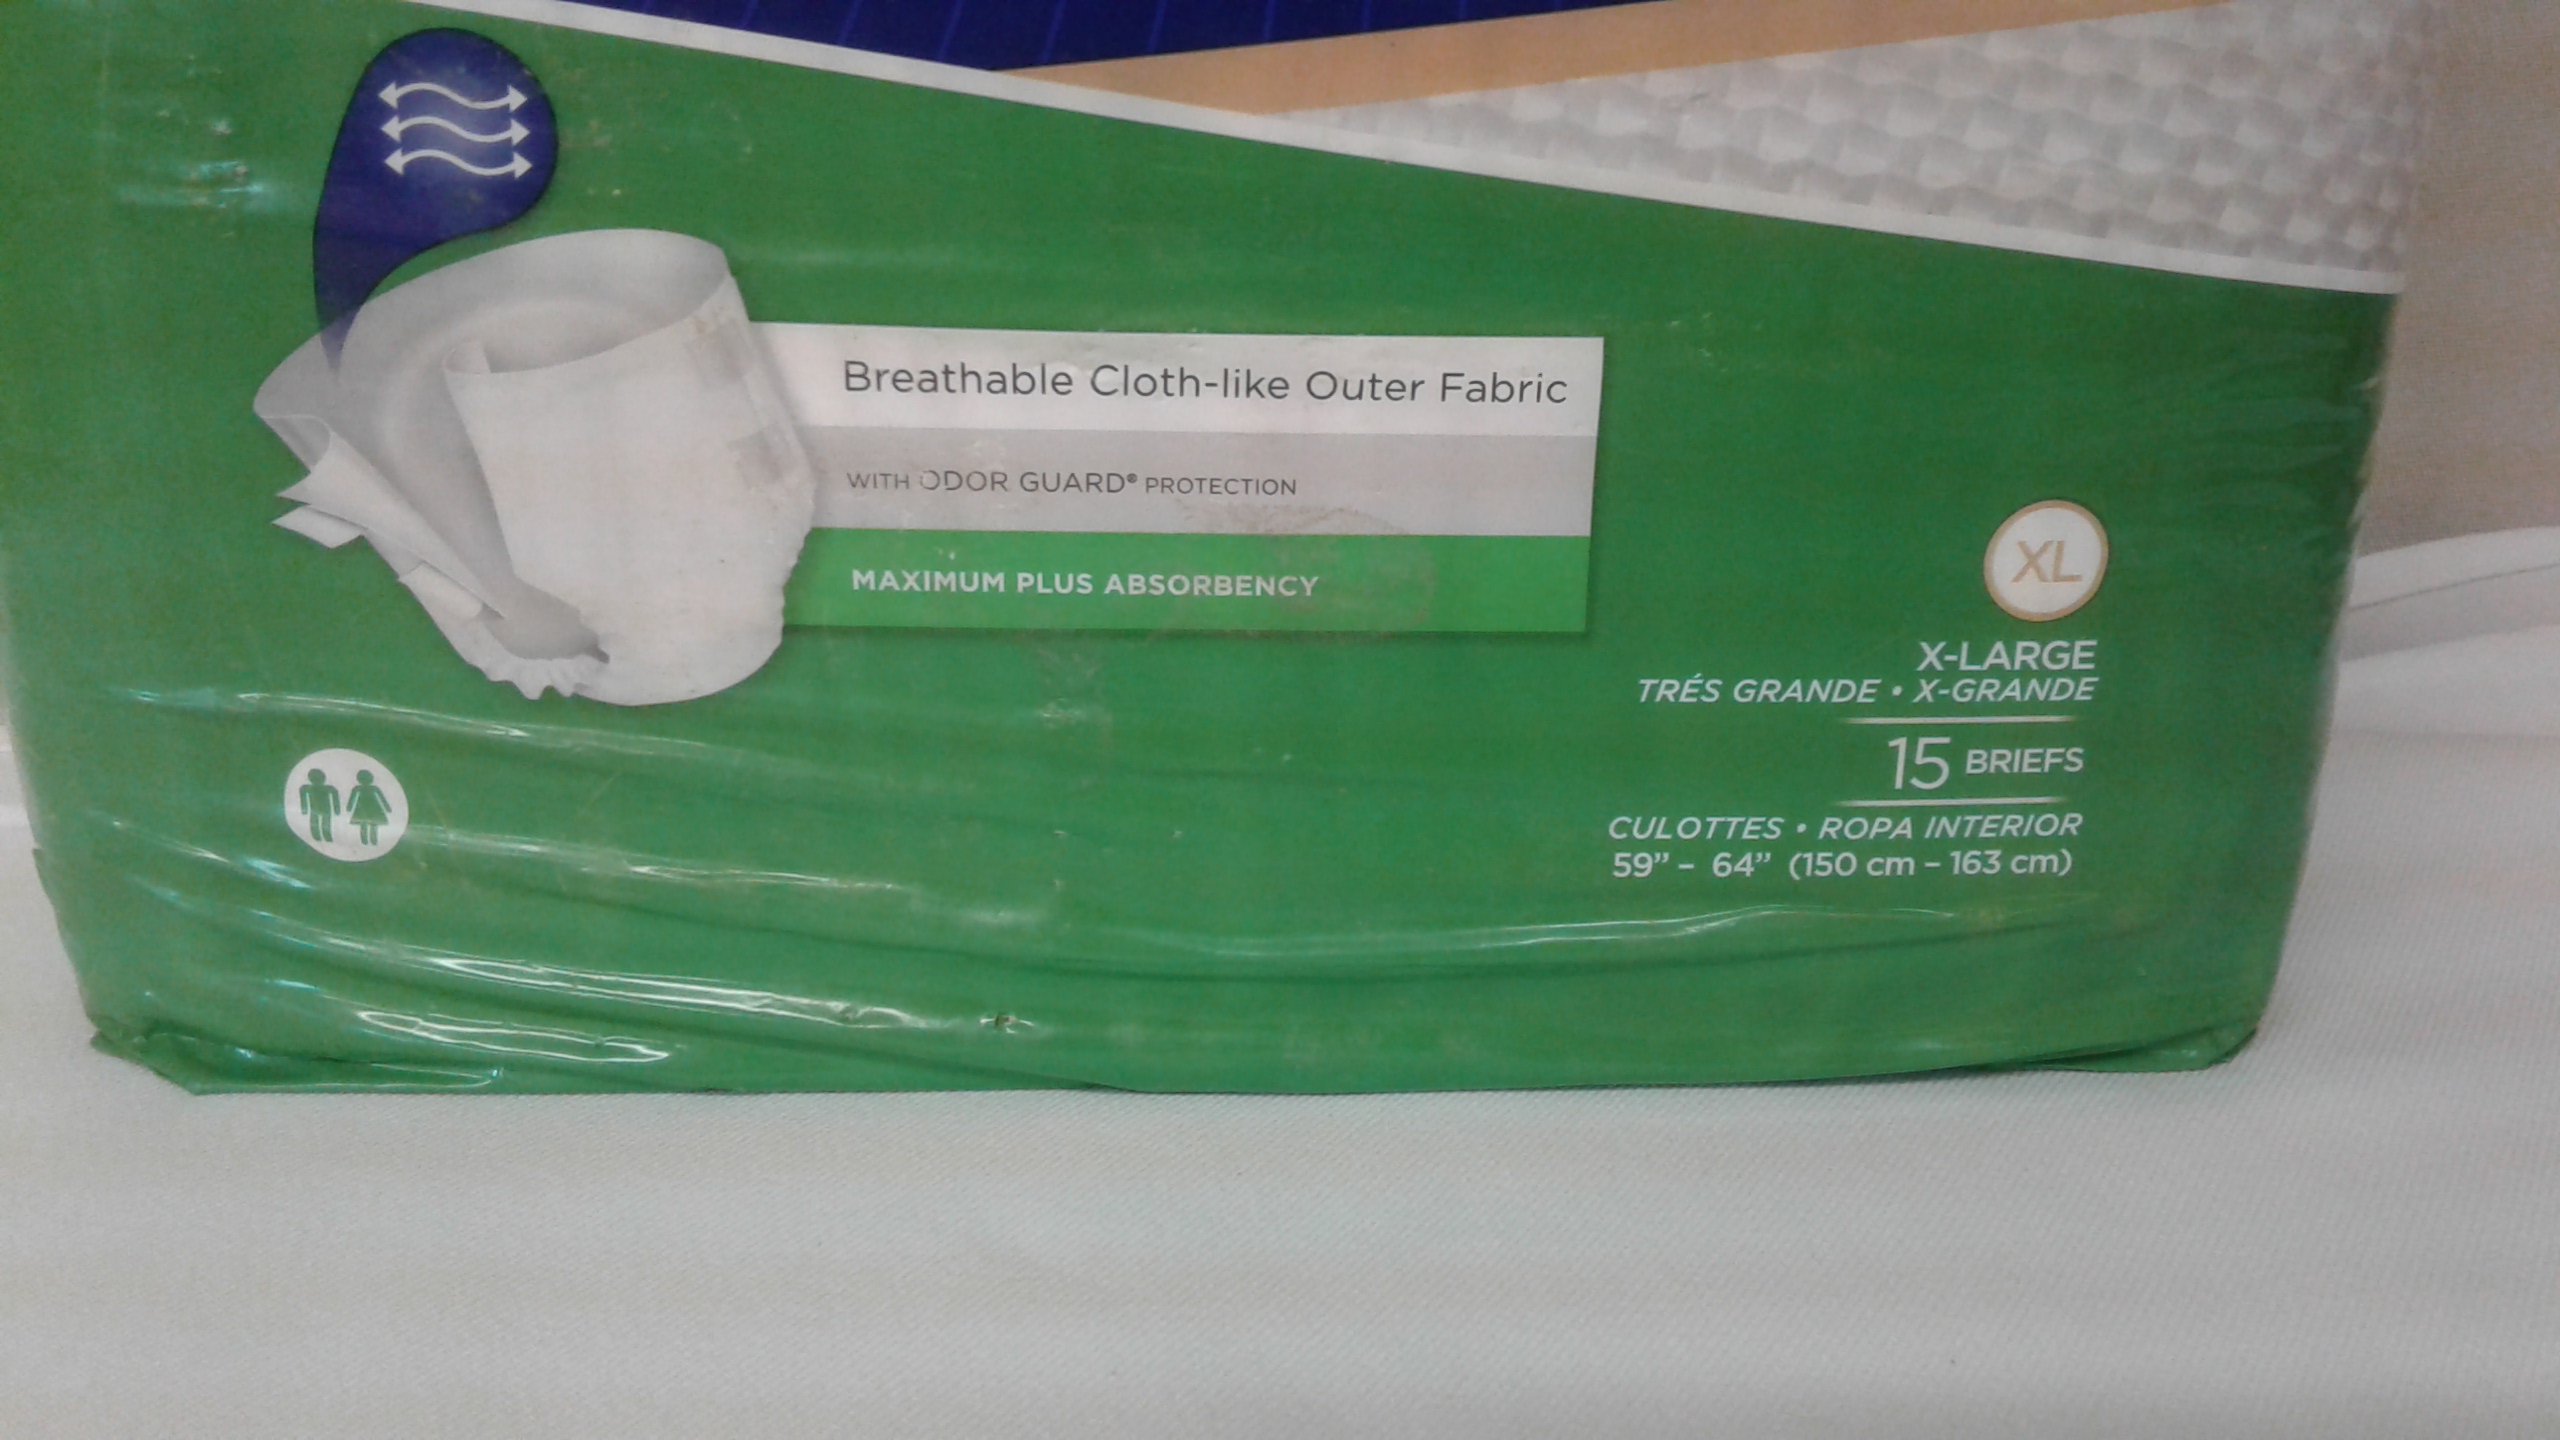 Breathable Cloth-like Outer Fabric
WITH ODOR GUARD® PROTECTION
MAXIMUM PLUS ABSORBENCY
XL
X-LARGE
TRÉS GRANDE • X-GRANDE
15 BRIEFS
CULOTTES • ROPA INTERIOR
59” – 64” (150 cm – 163 cm)